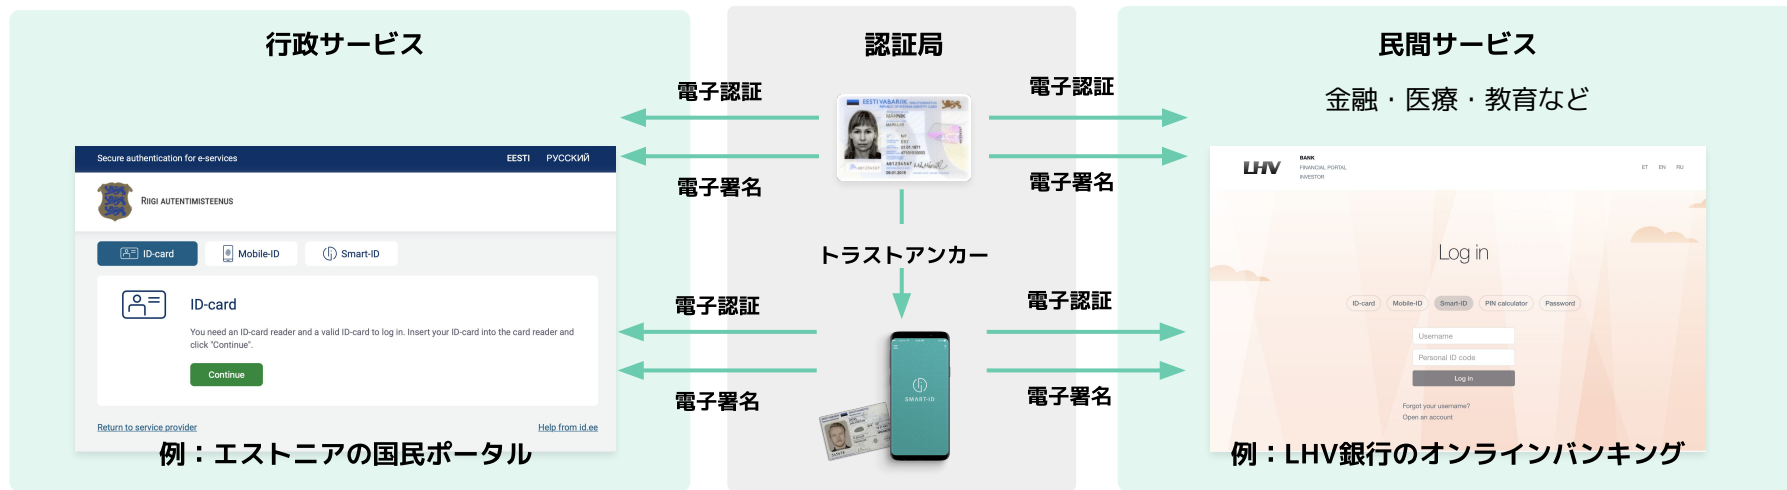 行政サービス
認証局
民間サービス
金融・医療・教育など
電子認証
電子認証
電子署名
電子署名
EESTI VABARIIK
MÄNNIK
トラストアンカー
電子認証
電子認証
電子署名
電子署名
SMART-ID
Secure authentication for e-services
EESTI
РУССКИЙ
RIIGI AUTENTIMISTEENUS
ID-card
Mobile-ID
Smart-ID
ID-card
You need an ID-card reader and a valid ID-card to log in. Insert your ID-card into the card reader and
click "Continue".
Continue
Return to service provider
Help from id.ee
例：エストニアの国民ポータル
LHV
BANK
FINANCIAL PORTAL
INVESTOR
ET
EN
RU
Log in
ID-card
Mobile-ID
Smart-ID
PIN calculator
Password
Username
Personal ID code
Log in
Forgot your username?
Open an account
例：LHV銀行のオンラインバンキング